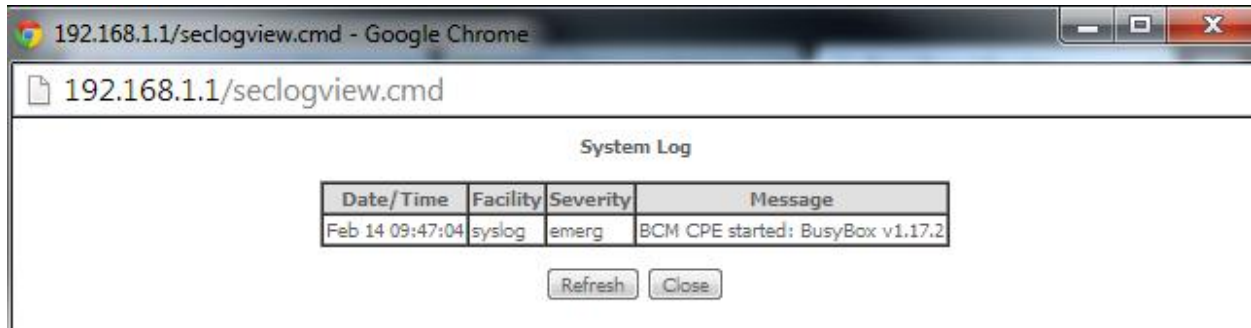 192.168.1.1/seclogview.cmd - Google Chrome
192.168.1.1/seclogview.cmd
System Log
Date/Time Facility Severity Message
Feb 14 09:47:04 syslog emerg BCM CPE started: BusyBox v1.17.2
Refresh Close